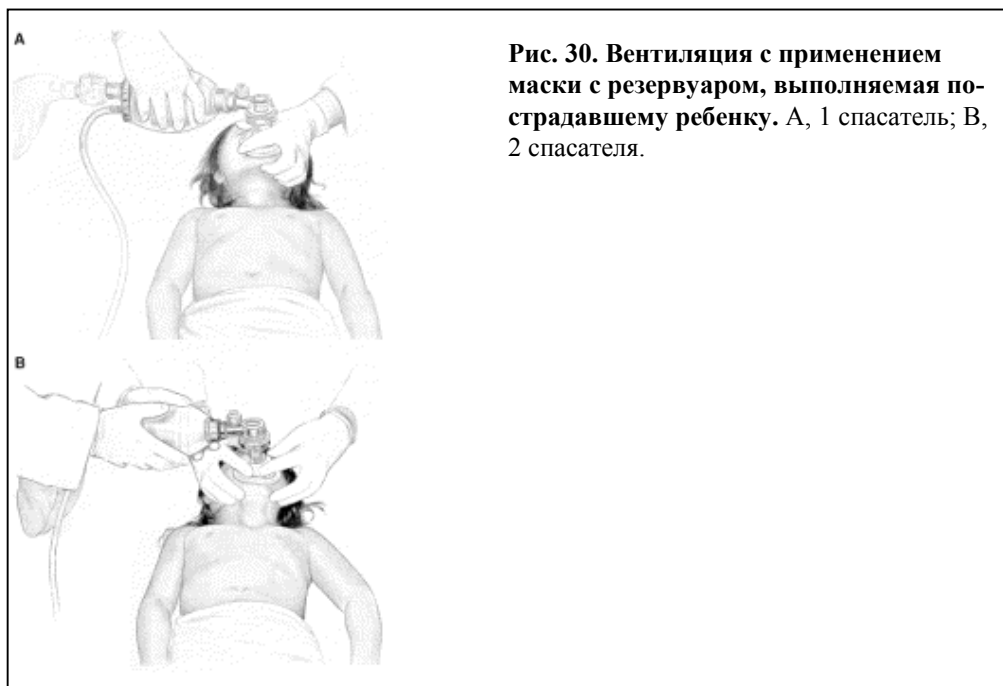 A
Рис. 30. Вентиляция с применением
маски с резервуаром, выполняемая по-
страдавшему ребенку. А, 1 спасатель; В,
2 спасателя.
B